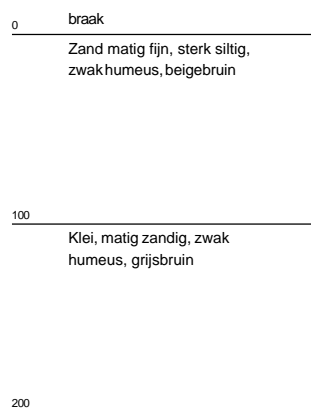 0 braak
Zand matig fijn, sterk siltig,
zwak humeus, beigebruin
100
Klei, matig zandig, zwak
humeus, grijsbruin
200